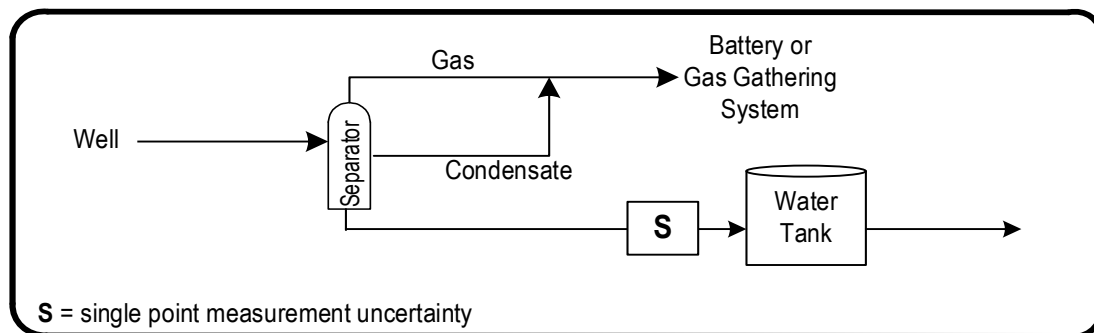 Gas
Battery or
Gas Gathering
System
Well
Separator
Condensate
S
Water
Tank
S = single point measurement uncertainty